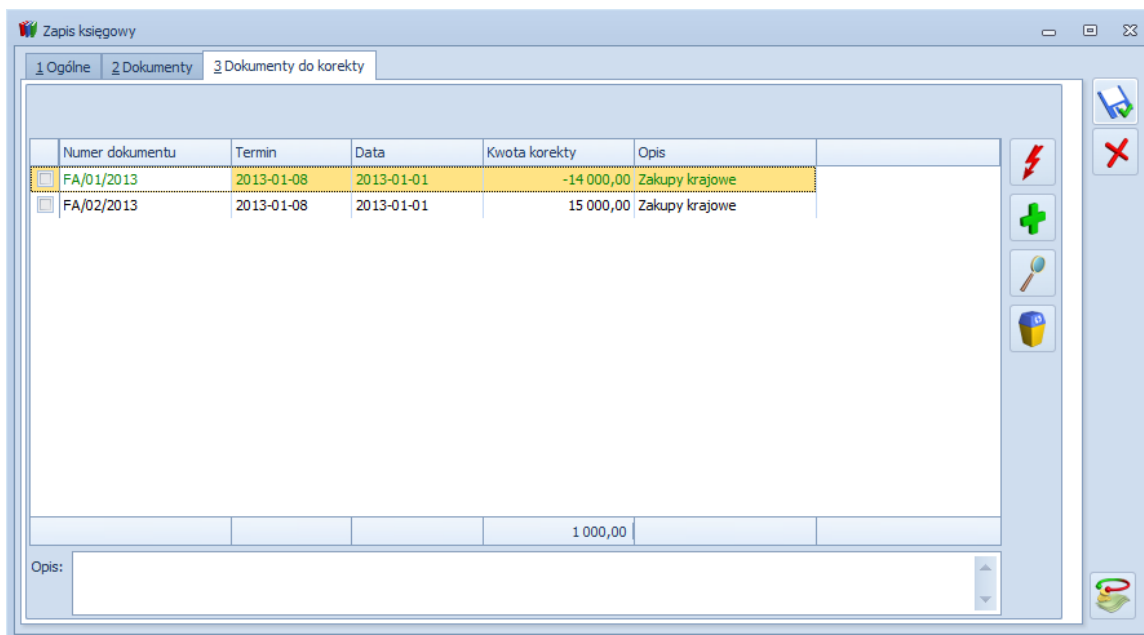 Zapis księgowy
1 Ogólne 2 Dokumenty 3 Dokumenty do korekty
Numer dokumentu Termin Data Kwota korekty Opis
FA/01/2013 2013-01-08 2013-01-01 -14 000,00 Zakupy krajowe
FA/02/2013 2013-01-08 2013-01-01 15 000,00 Zakupy krajowe
1 000,00
Opis: